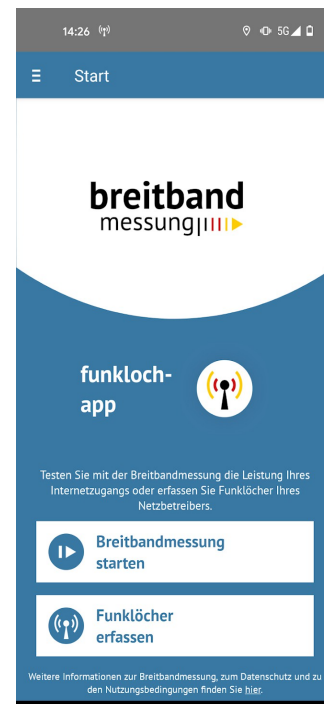 14:26 5G
Start
breitband
messung
funkloch-
app
Testen Sie mit der Breitbandmessung die Leistung Ihres
Internetzugangs oder erfassen Sie Funklöcher Ihres
Netzbetreibers.
Breitbandmessung
starten
Funklöcher
erfassen
Weitere Informationen zur Breitbandmessung, zum Datenschutz und zu
den Nutzungsbedingungen finden Sie hier.